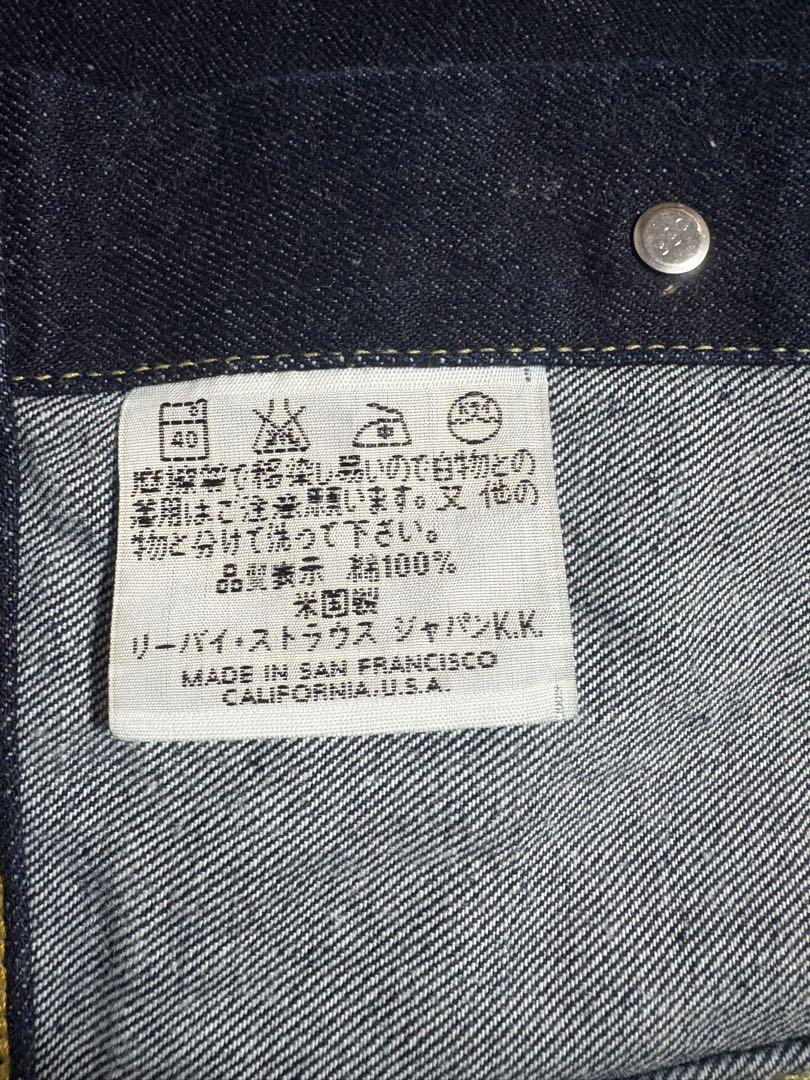 40
摩擦等で移染し易いので白物との
着用はご注意願います。又 他の
物と分けて洗って下さい。
品質表示 綿100%
米国製
リーバイ・ストラウス ジャパンK.K.
MADE IN SAN FRANCISCO
CALIFORNIA.U.S.A.